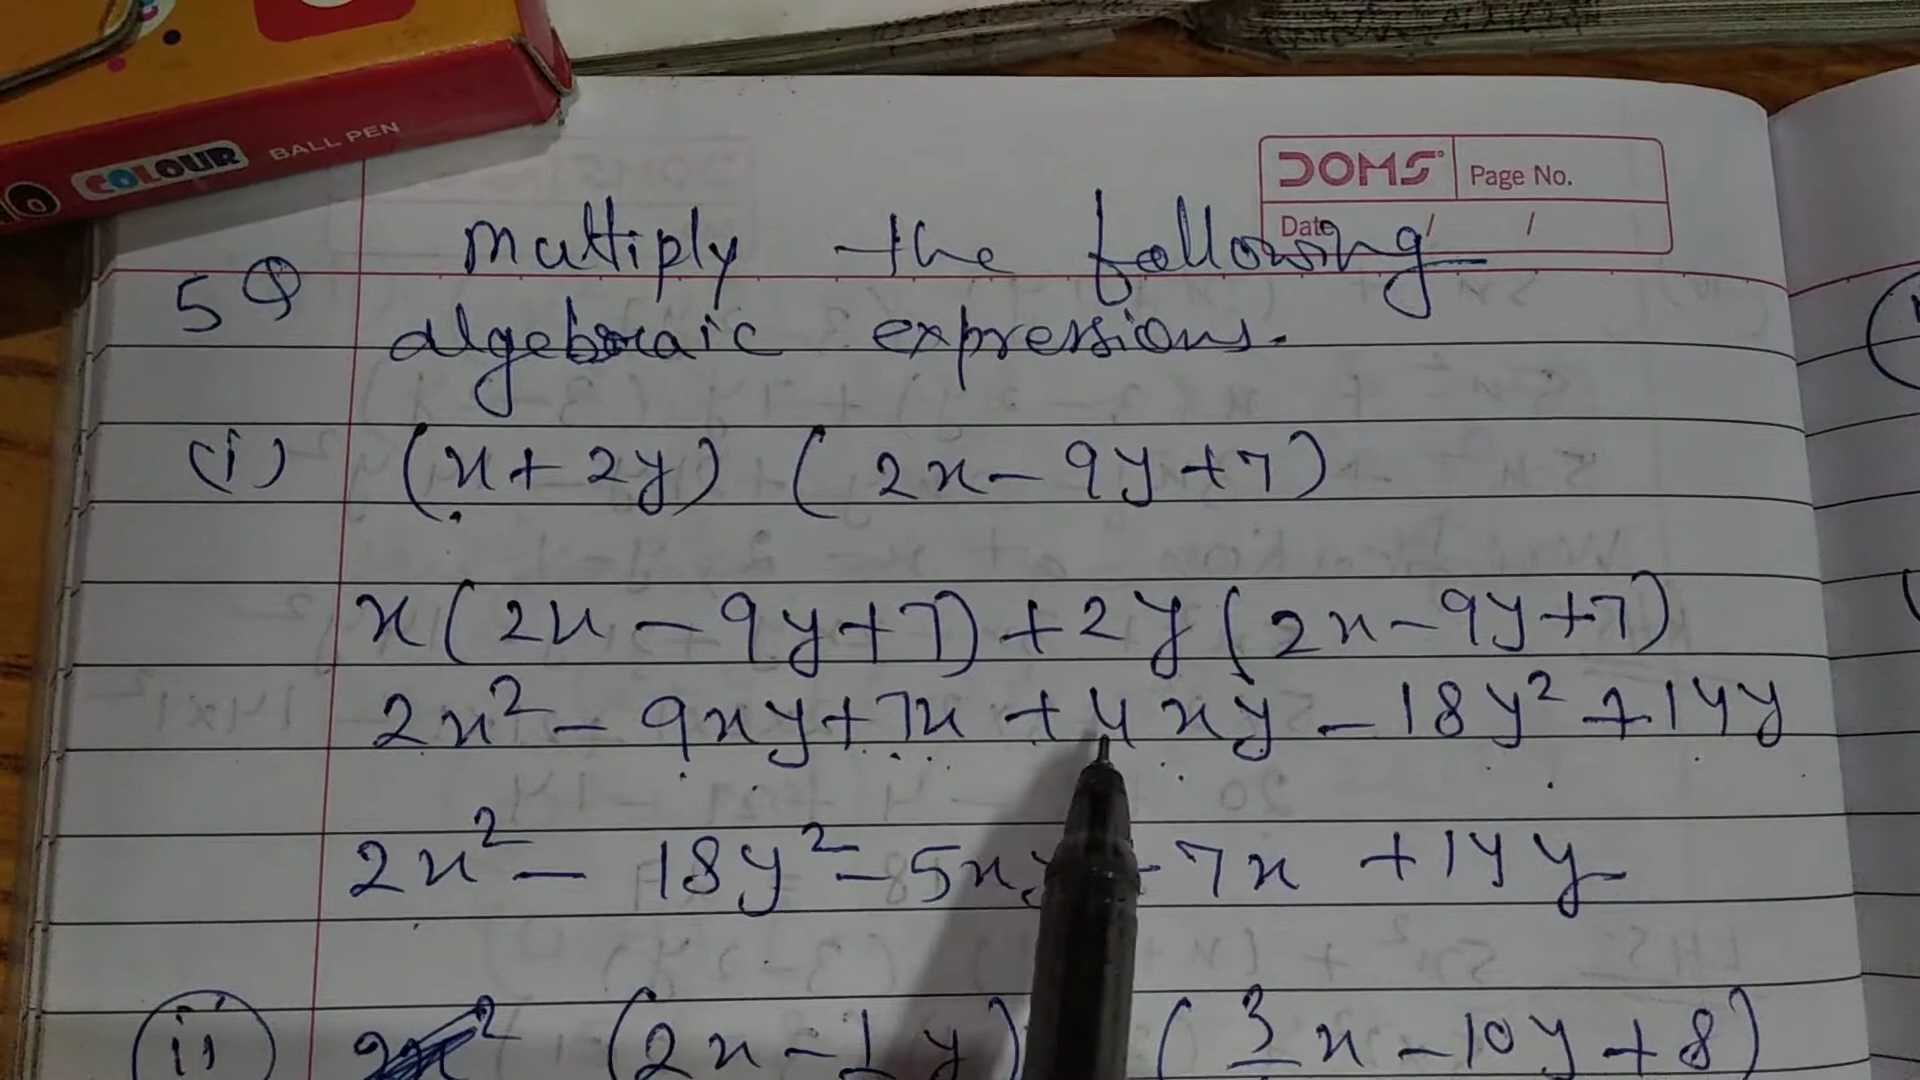 COLOUR BALL PEN
DOMS Page No.
Date / /
5Q Multiply the following
algebraic expressions.
(i) (x+2y) (2x-9y+7)
x(2x-9y+7)+2y(2x-9y+7)
2x²-9xy+7x+4xy-18y²+14y
2x²-18y²-5xy 7x +14y
(ii) (2x-1y) (3x-10y+8)